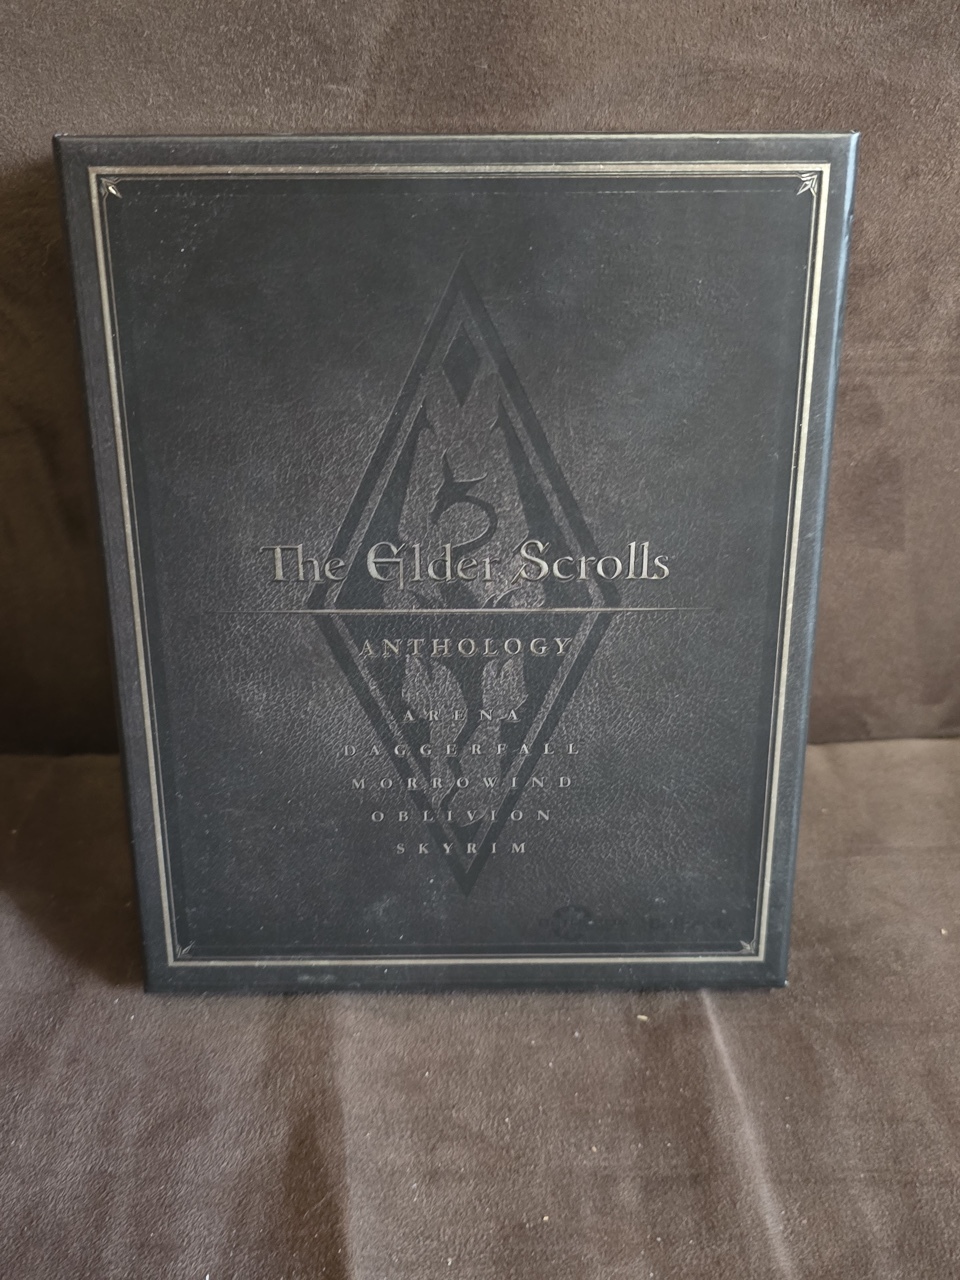 The Elder Scrolls
ANTHOLOGY
ARENA
DAGGERFALL
MORROWIND
OBLIVION
SKYRIM